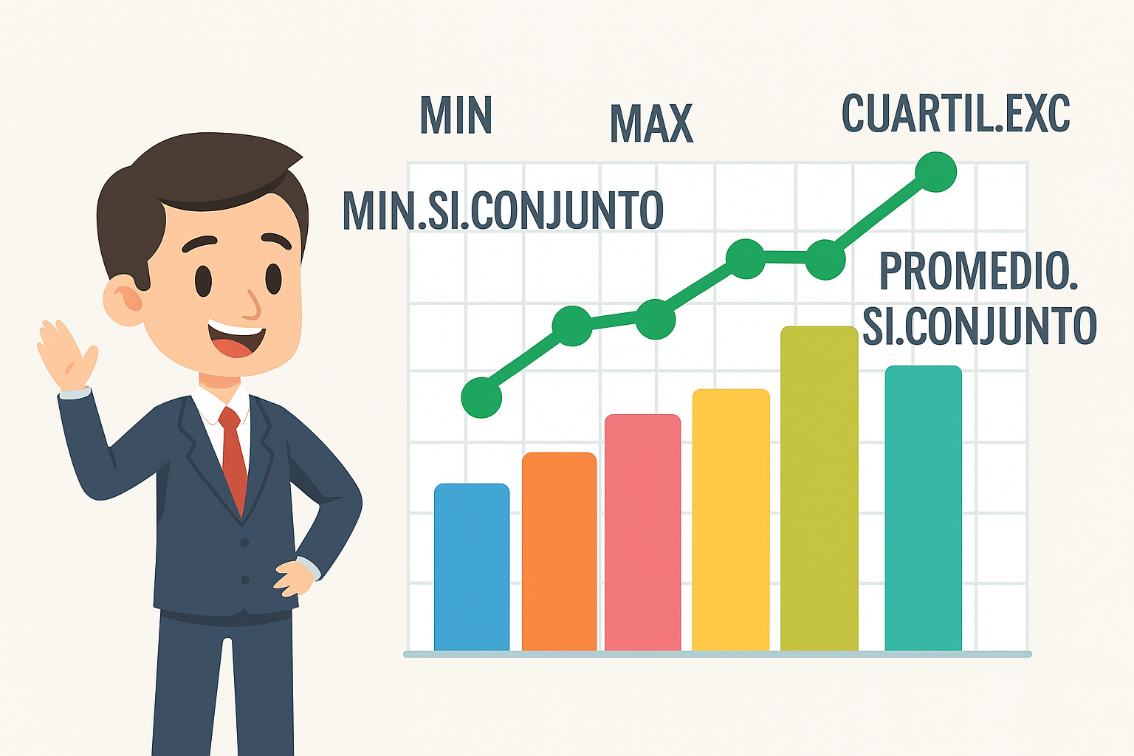 MIN
MAX
CUARTIL.EXC
MIN.SI.CONJUNTO
PROMEDIO.
SI.CONJUNTO